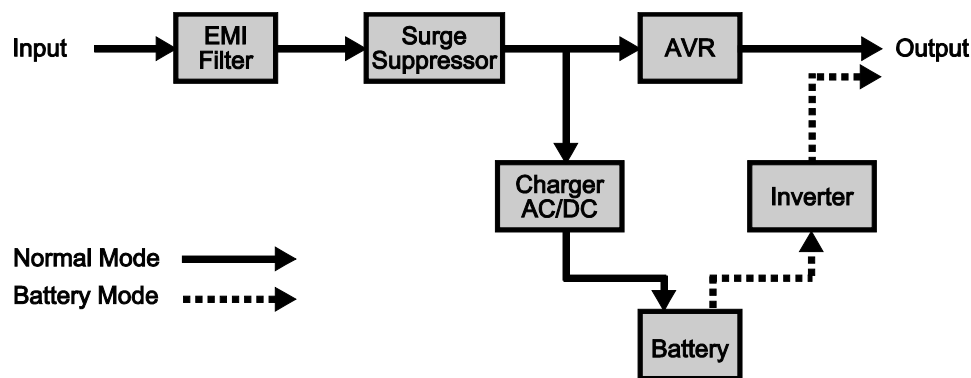 Input
EMI
Filter
Surge
Suppressor
AVR
Output
Charger
AC/DC
Inverter
Normal Mode
Battery Mode
Battery